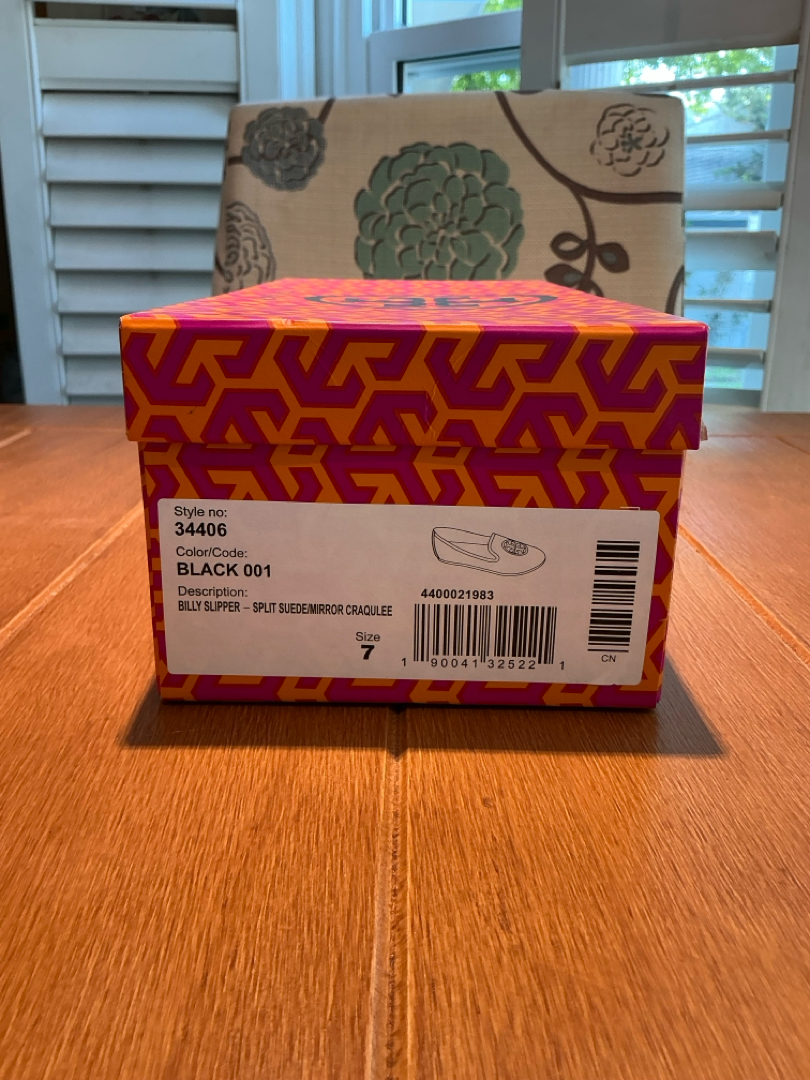 Style no:
34406
Color/Code:
BLACK 001
Description:
BILLY SLIPPER – SPLIT SUEDE/MIRROR CRAQULEE
Size
7
4400021983
1 90041 32522 1
CN